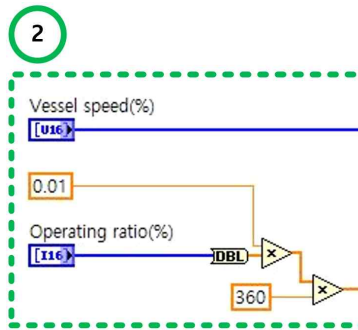 2
Vessel speed(%)
[U16]
0.01
Operating ratio(%)
[I16]
DBL
×
360
×